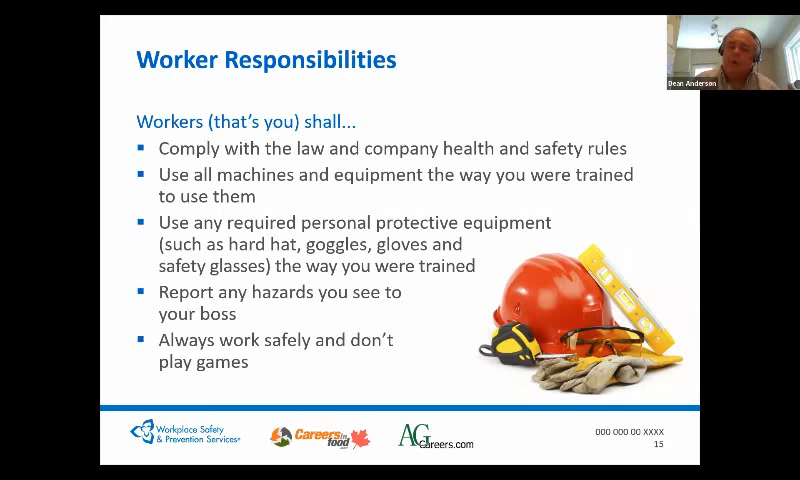 Worker Responsibilities
Dean Anderson
Workers (that's you) shall...
▪ Comply with the law and company health and safety rules
▪ Use all machines and equipment the way you were trained
to use them
▪ Use any required personal protective equipment
(such as hard hat, goggles, gloves and
safety glasses) the way you were trained
▪ Report any hazards you see to
your boss
▪ Always work safely and don't
play games
Workplace Safety
& Prevention Services
Careers in
food
AGCareers.com
000 000 00 XXXX
15